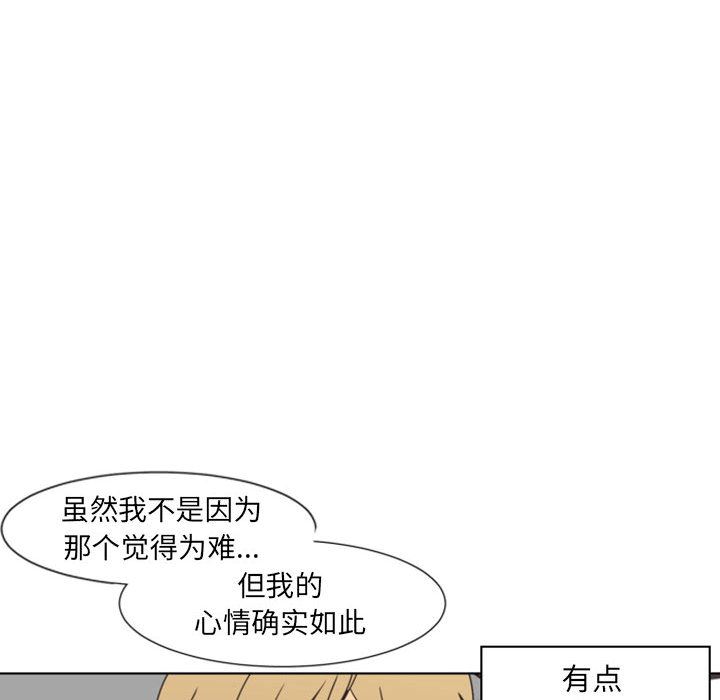 虽然我不是因为
那个觉得为难...
但我的
心情确实如此
有点